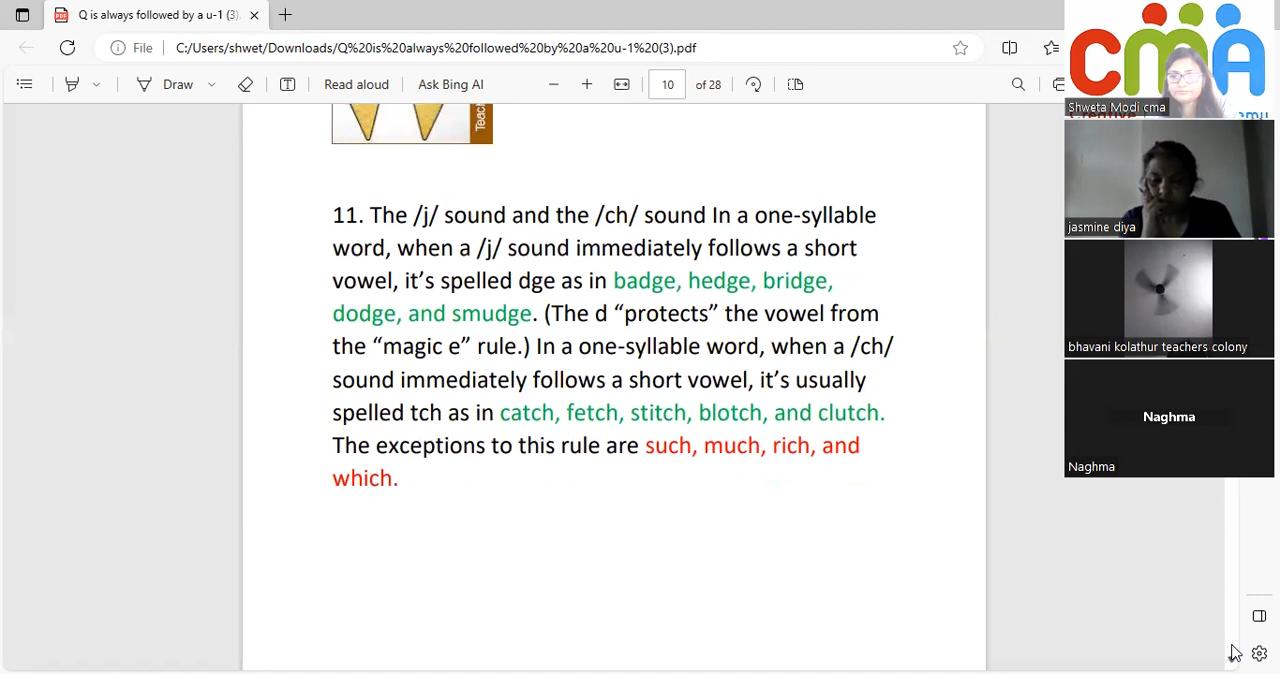 Q is always followed by a u-1 (3).
File
C:/Users/shwet/Downloads/Q%20is%20always%20followed%20by%20a%20u-1%20(3).pdf
Draw
Read aloud
Ask Bing AI
10
of 28
Teach
11. The /j/ sound and the /ch/ sound In a one-syllable
word, when a /j/ sound immediately follows a short
vowel, it's spelled dge as in badge, hedge, bridge,
dodge, and smudge. (The d “protects” the vowel from
the “magic e” rule.) In a one-syllable word, when a /ch/
sound immediately follows a short vowel, it's usually
spelled tch as in catch, fetch, stitch, blotch, and clutch.
The exceptions to this rule are such, much, rich, and
which.
cmA
Shweta Modi cma
jasmine diya
bhavani kolathur teachers colony
Naghma
Naghma